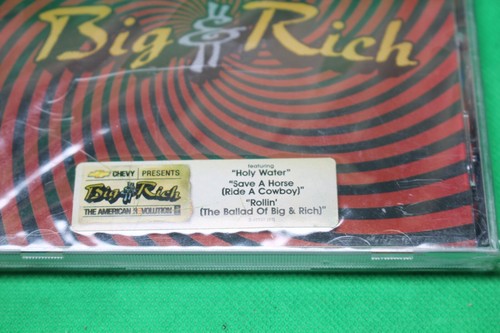 Big & Rich
CHEVY PRESENTS
Big & Rich
THE AMERICAN REVOLUTION
featuring
"Holy Water"
"Save A Horse
(Ride A Cowboy)"
"Rollin'
(The Ballad Of Big & Rich)"